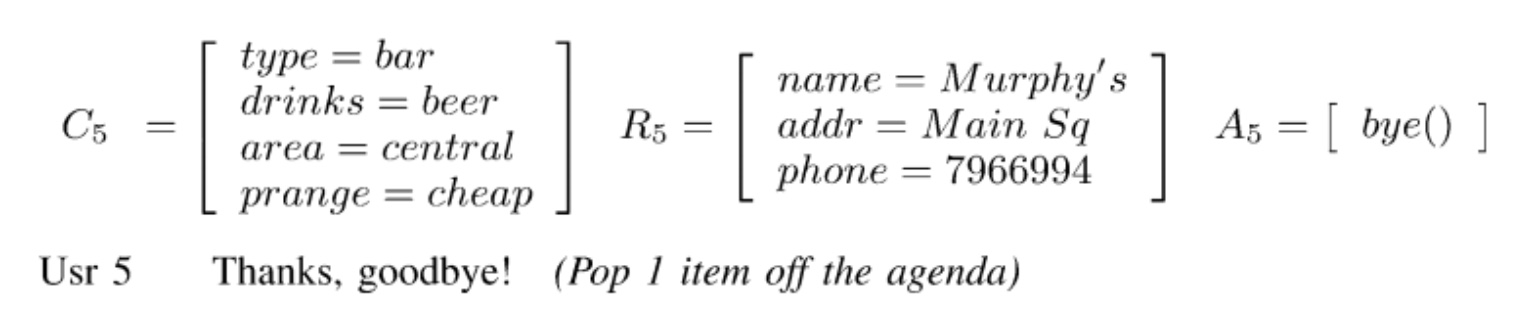 C5 = [ type = bar drinks = beer area = central prange = cheap ] R5 = [ name = Murphy's addr = Main Sq phone = 7966994 ] A5 = [ bye() ]
Usr 5 Thanks, goodbye! (Pop 1 item off the agenda)